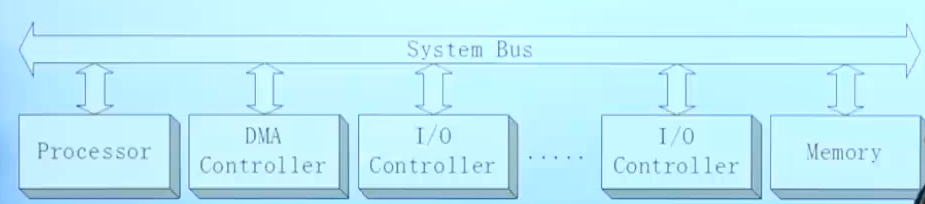 System Bus
Processor
DMA
Controller
I/O
Controller
.....
I/O
Controller
Memory